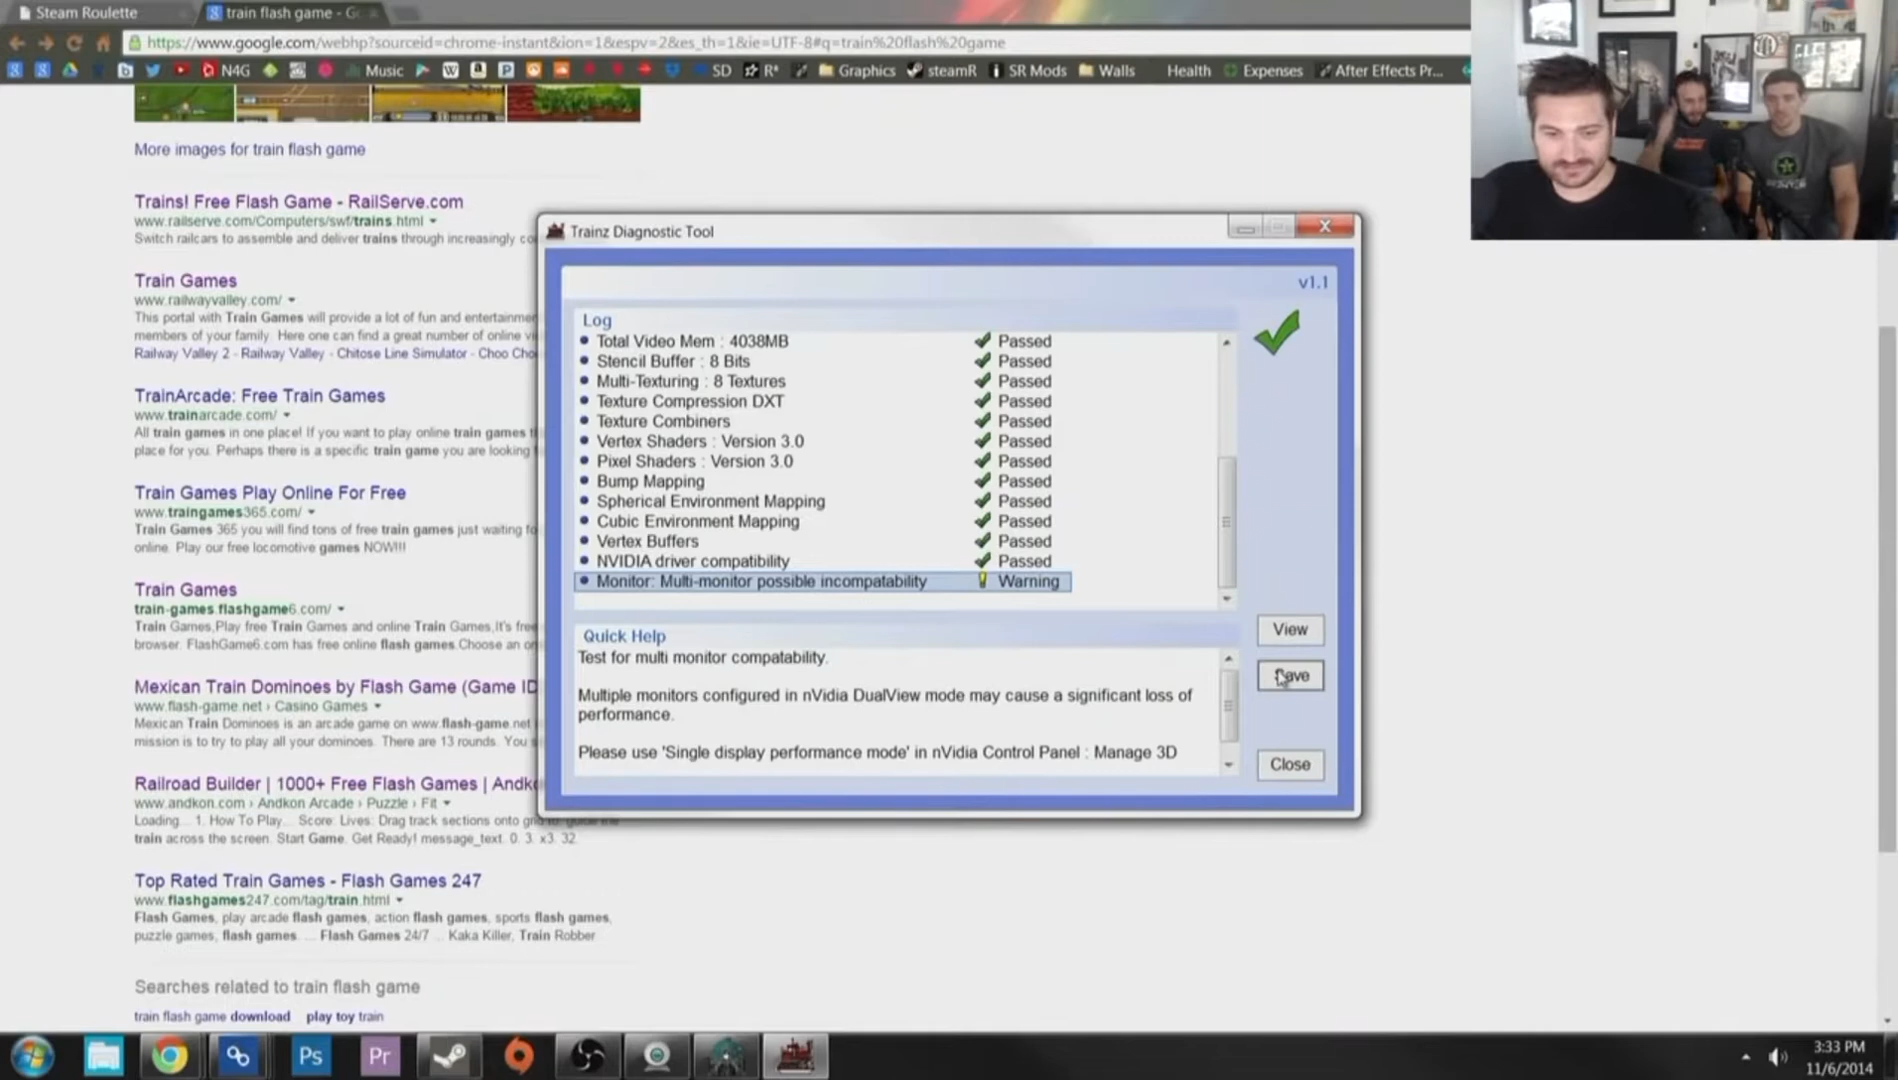 Steam Roulette
train flash game - Go
https://www.google.com/webhp?sourceid=chrome-instant&ion=1&espv=2&es_th=1&ie=UTF-8#q=train%20flash%20game
N4G Music SD R* Graphics steamR SR Mods Walls Health Expenses After Effects Pr...
More images for train flash game
Trains! Free Flash Game - RailServe.com
www.railserve.com/Computers/swf/trains.html
Switch railcars to assemble and deliver trains through increasingly co
Train Games
www.railwayvalley.com/
This portal with Train Games will provide a lot of fun and entertainme
members of your family. Here one can find a great number of online vi
Railway Valley 2 - Railway Valley - Chitose Line Simulator - Choo Cho
TrainArcade: Free Train Games
www.trainarcade.com/
All train games in one place! If you want to play online train games t
place for you. Perhaps there is a specific train game you are looking
Train Games Play Online For Free
www.traingames365.com/
Train Games 365 you will find tons of free train games just waiting fo
online. Play our free locomotive games NOW!!!
Train Games
train-games.flashgame6.com/
Train Games,Play free Train Games and online Train Games,It's free
browser. FlashGame6.com has free online flash games.Choose an on
Mexican Train Dominoes by Flash Game (Game ID
www.flash-game.net › Casino Games
Mexican Train Dominoes is an arcade game on www.flash-game.net
mission is to try to play all your dominoes. There are 13 rounds. You s
Railroad Builder | 1000+ Free Flash Games | Andko
www.andkon.com › Andkon Arcade › Puzzle › Fit
Loading... 1. How To Play... Score: Lives: Drag track sections onto grid to. guide the
train across the screen. Start Game. Get Ready! message_text. 0. 3. x3. 32.
Top Rated Train Games - Flash Games 247
www.flashgames247.com/tag/train.html
Flash Games, play arcade flash games, action flash games, sports flash games,
puzzle games, flash games. ... Flash Games 24/7 ... Kaka Killer, Train Robber
Searches related to train flash game
train flash game download play toy train
Trainz Diagnostic Tool
v1.1
Log
Total Video Mem : 4038MB Passed
Stencil Buffer : 8 Bits Passed
Multi-Texturing : 8 Textures Passed
Texture Compression DXT Passed
Texture Combiners Passed
Vertex Shaders : Version 3.0 Passed
Pixel Shaders : Version 3.0 Passed
Bump Mapping Passed
Spherical Environment Mapping Passed
Cubic Environment Mapping Passed
Vertex Buffers Passed
NVIDIA driver compatibility Passed
Monitor: Multi-monitor possible incompatability Warning
Quick Help
Test for multi monitor compatability.
Multiple monitors configured in nVidia DualView mode may cause a significant loss of
performance.
Please use 'Single display performance mode' in nVidia Control Panel : Manage 3D
View
Save
Close
Ps
Pr
3:33 PM
11/6/2014